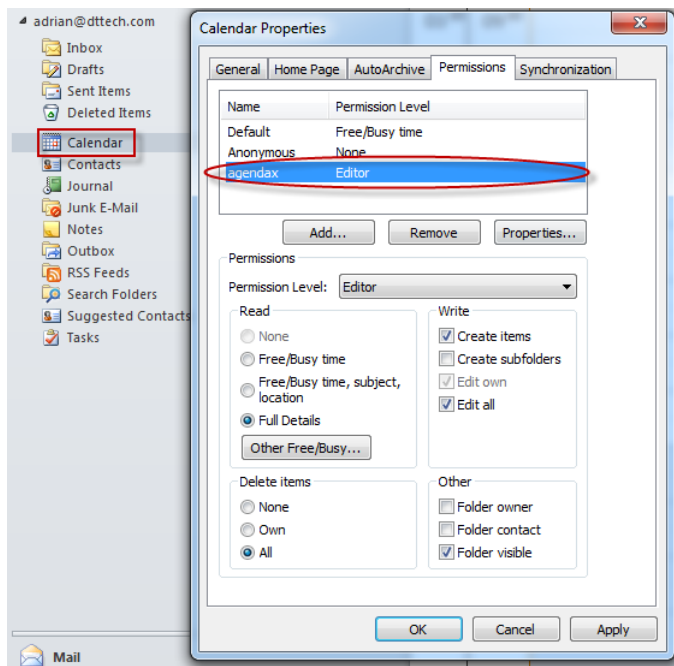 adrian@dttech.com
Inbox
Drafts
Sent Items
Deleted Items
Calendar
Contacts
Journal
Junk E-Mail
Notes
Outbox
RSS Feeds
Search Folders
Suggested Contacts
Tasks
Mail
Calendar Properties
General Home Page AutoArchive Permissions Synchronization
Name Permission Level
Default Free/Busy time
Anonymous None
agendax Editor
Add... Remove Properties...
Permissions
Permission Level: Editor
Read
None
Free/Busy time
Free/Busy time, subject,
location
Full Details
Other Free/Busy...
Write
Create items
Create subfolders
Edit own
Edit all
Delete items
None
Own
All
Other
Folder owner
Folder contact
Folder visible
OK Cancel Apply